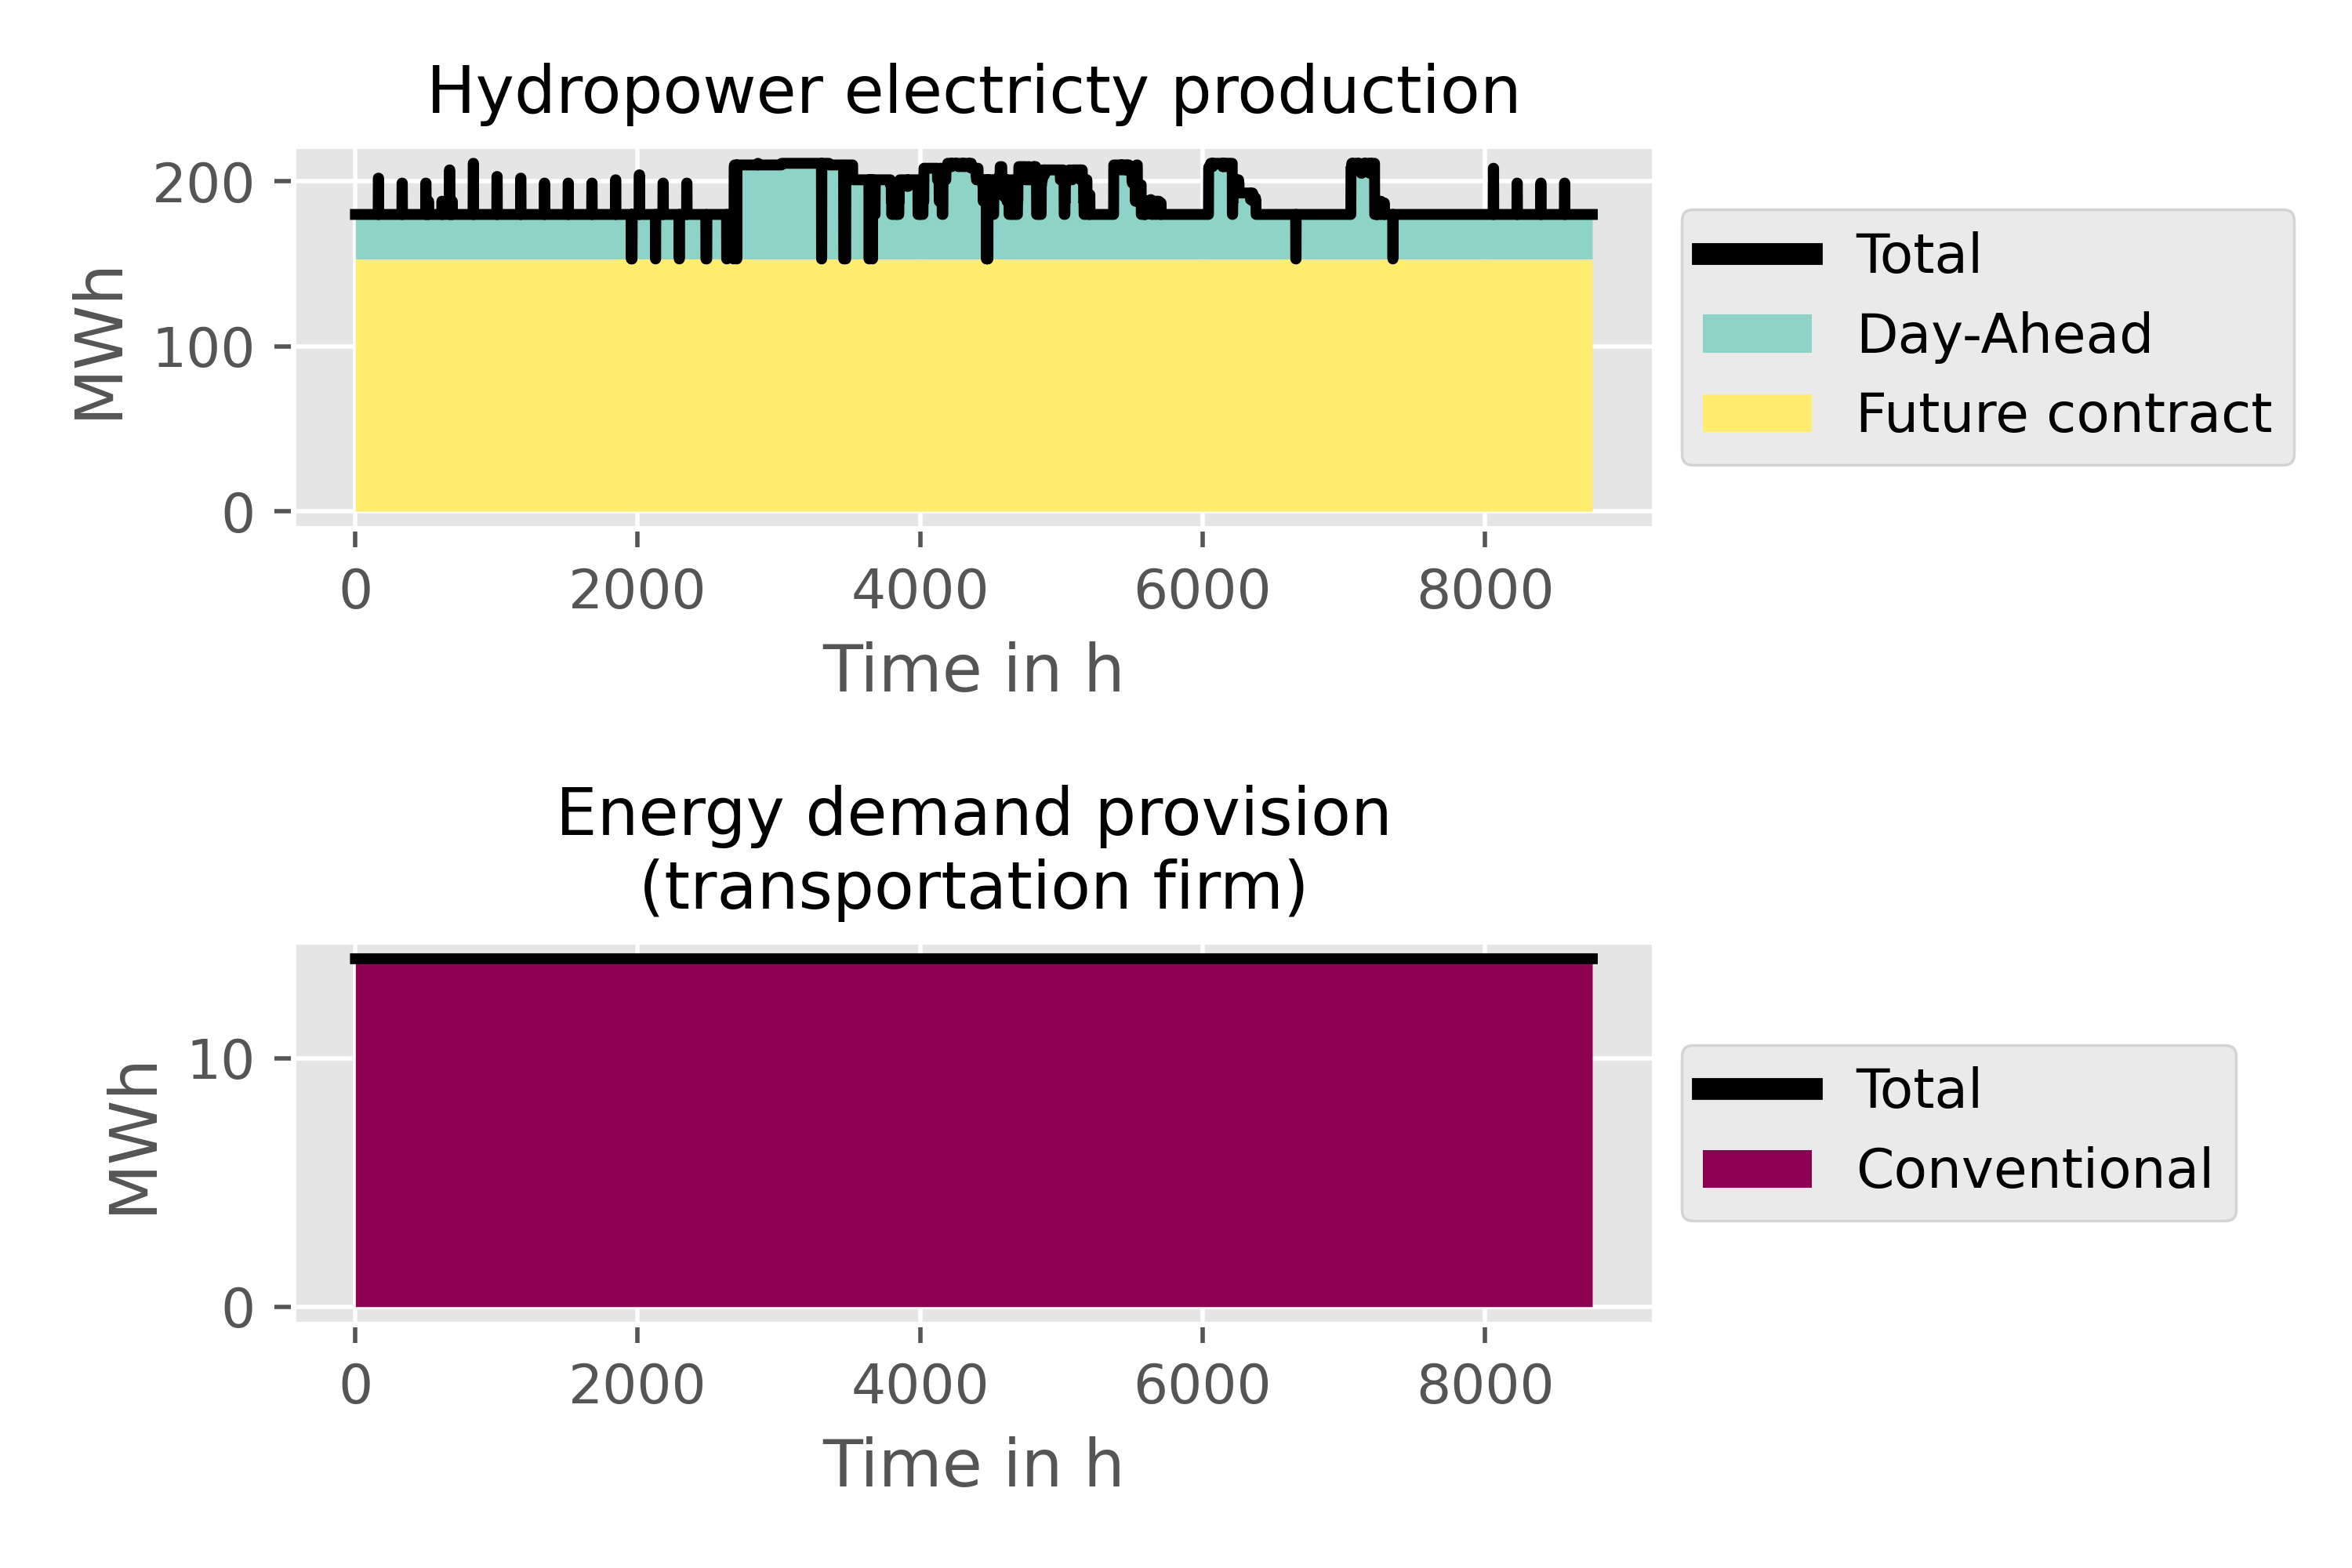 Hydropower electricty production
200
100
0
MWh
0 2000 4000 6000 8000
Time in h
Total
Day-Ahead
Future contract
Energy demand provision
(transportation firm)
10
0
MWh
0 2000 4000 6000 8000
Time in h
Total
Conventional